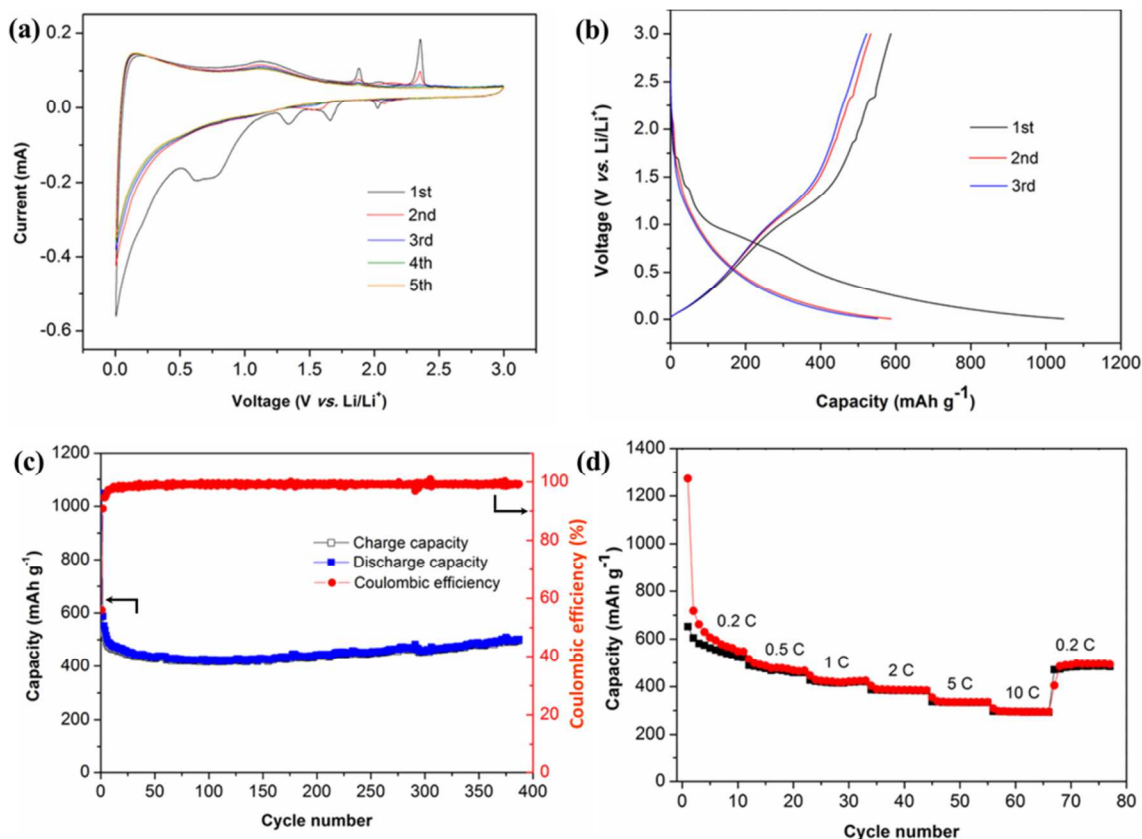 (a)
0.2
0.0
-0.2
-0.4
-0.6
Current (mA)
1st
2nd
3rd
4th
5th
0.0 0.5 1.0 1.5 2.0 2.5 3.0
Voltage (V vs. Li/Li⁺)
(b)
3.0
2.5
2.0
1.5
1.0
0.5
0.0
Voltage (V vs. Li/Li⁺)
1st
2nd
3rd
0 200 400 600 800 1000 1200
Capacity (mAh g⁻¹)
(c)
1200
1000
800
600
400
200
0
Capacity (mAh g⁻¹)
Charge capacity
Discharge capacity
Coulombic efficiency
100
80
60
40
20
0
Coulombic efficiency (%)
0 50 100 150 200 250 300 350 400
Cycle number
(d)
1400
1200
1000
800
600
400
200
0
Capacity (mAh g⁻¹)
0.2 C
0.5 C
1 C
2 C
5 C
10 C
0.2 C
0 10 20 30 40 50 60 70 80
Cycle number